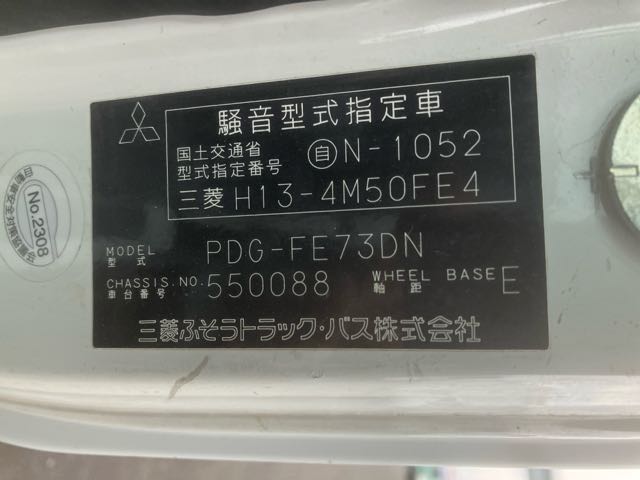 騒音型式指定車
国土交通省
型式指定番号
自N-1052
三菱 H13-4M50FE4
MODEL
型式
PDG-FE73DN
CHASSIS.NO.
車台番号
550088
WHEEL BASE
軸距
E
三菱ふそうトラック・バス株式会社
No.2308